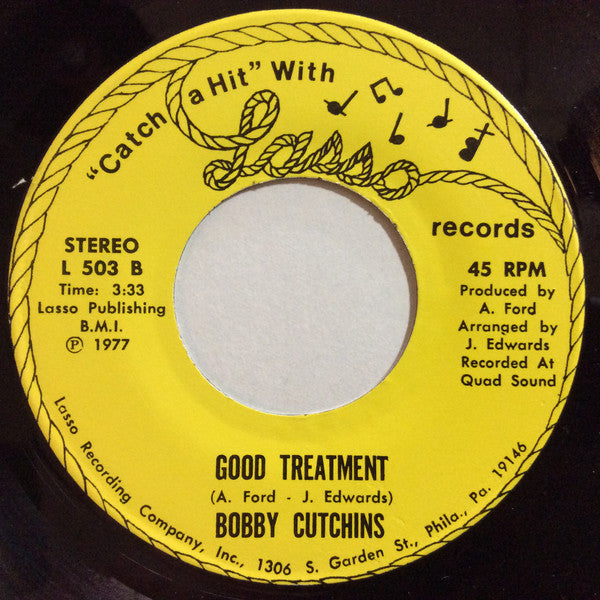 "Catch a Hit" With
Lasso
records
STEREO
L 503 B
Time: 3:33
Lasso Publishing
B.M.I.
Ⓟ 1977
45 RPM
Produced by
A. Ford
Arranged by
J. Edwards
Recorded At
Quad Sound
GOOD TREATMENT
(A. Ford - J. Edwards)
BOBBY CUTCHINS
Lasso Recording Company, Inc., 1306 S. Garden St., Phila., Pa. 19146